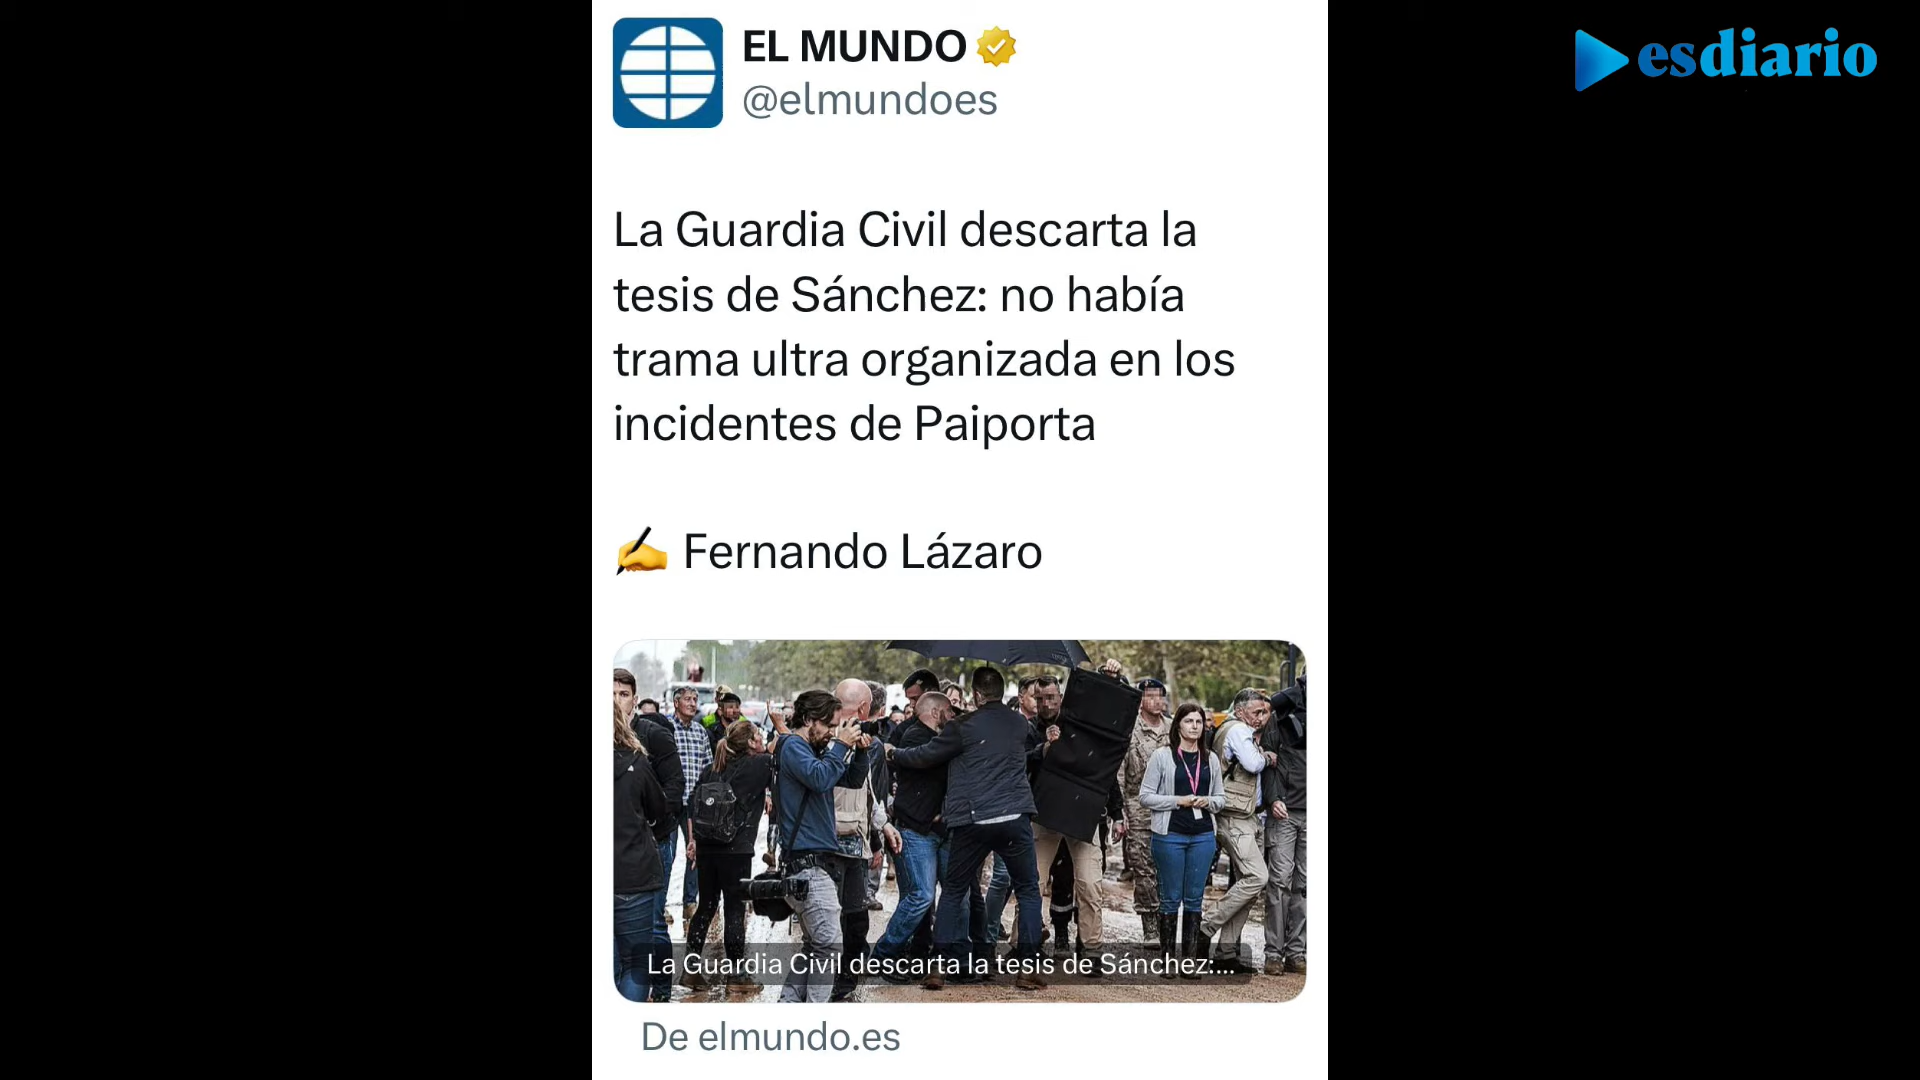 EL MUNDO
@elmundoes
esdiario
La Guardia Civil descarta la
tesis de Sánchez: no había
trama ultra organizada en los
incidentes de Paiporta
Fernando Lázaro
La Guardia Civil descarta la tesis de Sánchez:...
De elmundo.es